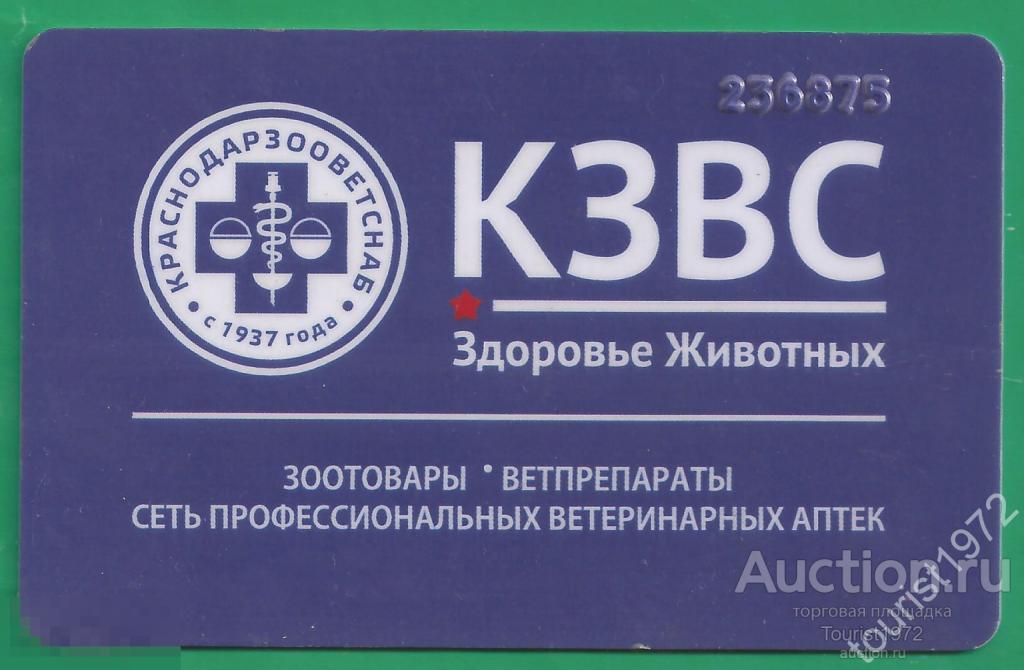 236875
КРАСНОДАРЗООВЕТСНАБ
• с 1937 года •
КЗВС
Здоровье Животных
ЗООТОВАРЫ • ВЕТПРЕПАРАТЫ
СЕТЬ ПРОФЕССИОНАЛЬНЫХ ВЕТЕРИНАРНЫХ АПТЕК
tourist1972
Auction.ru
торговая площадка
Tourist1972
auction.ru